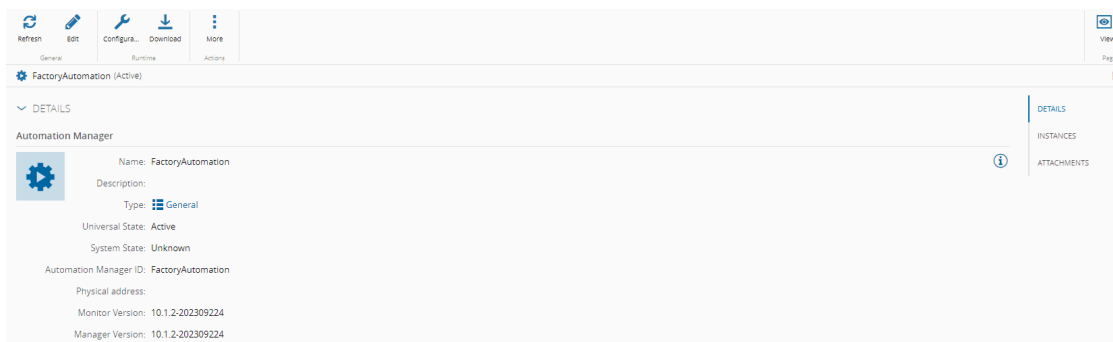 Refresh Edit Configura... Download More View
General Runtime Actions Pag
FactoryAutomation (Active)
DETAILS
Automation Manager
Name: FactoryAutomation
Description:
Type: General
Universal State: Active
System State: Unknown
Automation Manager ID: FactoryAutomation
Physical address:
Monitor Version: 10.1.2-202309224
Manager Version: 10.1.2-202309224
DETAILS
INSTANCES
ATTACHMENTS